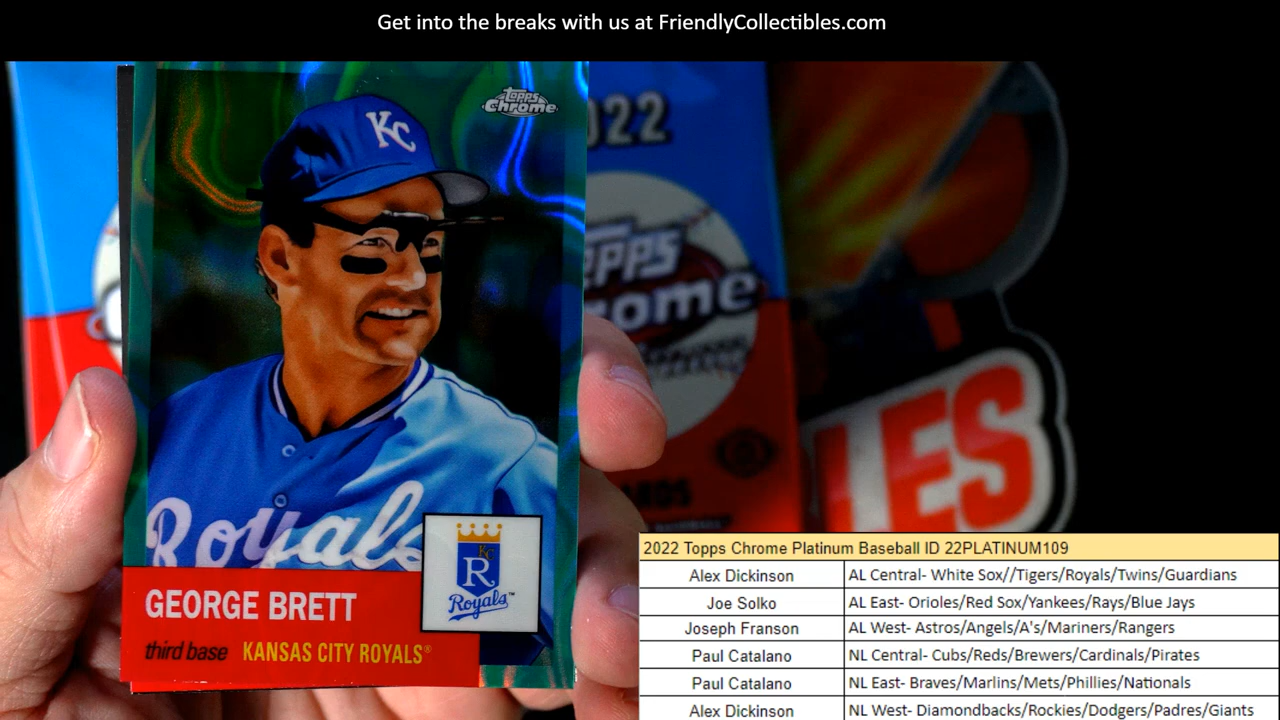 Get into the breaks with us at FriendlyCollectibles.com
Topps
Chrome
KC
Royals
KC
R
Royals™
GEORGE BRETT
third base KANSAS CITY ROYALS®
LES
2022 Topps Chrome Platinum Baseball ID 22PLATINUM109
Alex Dickinson AL Central- White Sox//Tigers/Royals/Twins/Guardians
Joe Solko AL East- Orioles/Red Sox/Yankees/Rays/Blue Jays
Joseph Franson AL West- Astros/Angels/A's/Mariners/Rangers
Paul Catalano NL Central- Cubs/Reds/Brewers/Cardinals/Pirates
Paul Catalano NL East- Braves/Marlins/Mets/Phillies/Nationals
Alex Dickinson NL West- Diamondbacks/Rockies/Dodgers/Padres/Giants